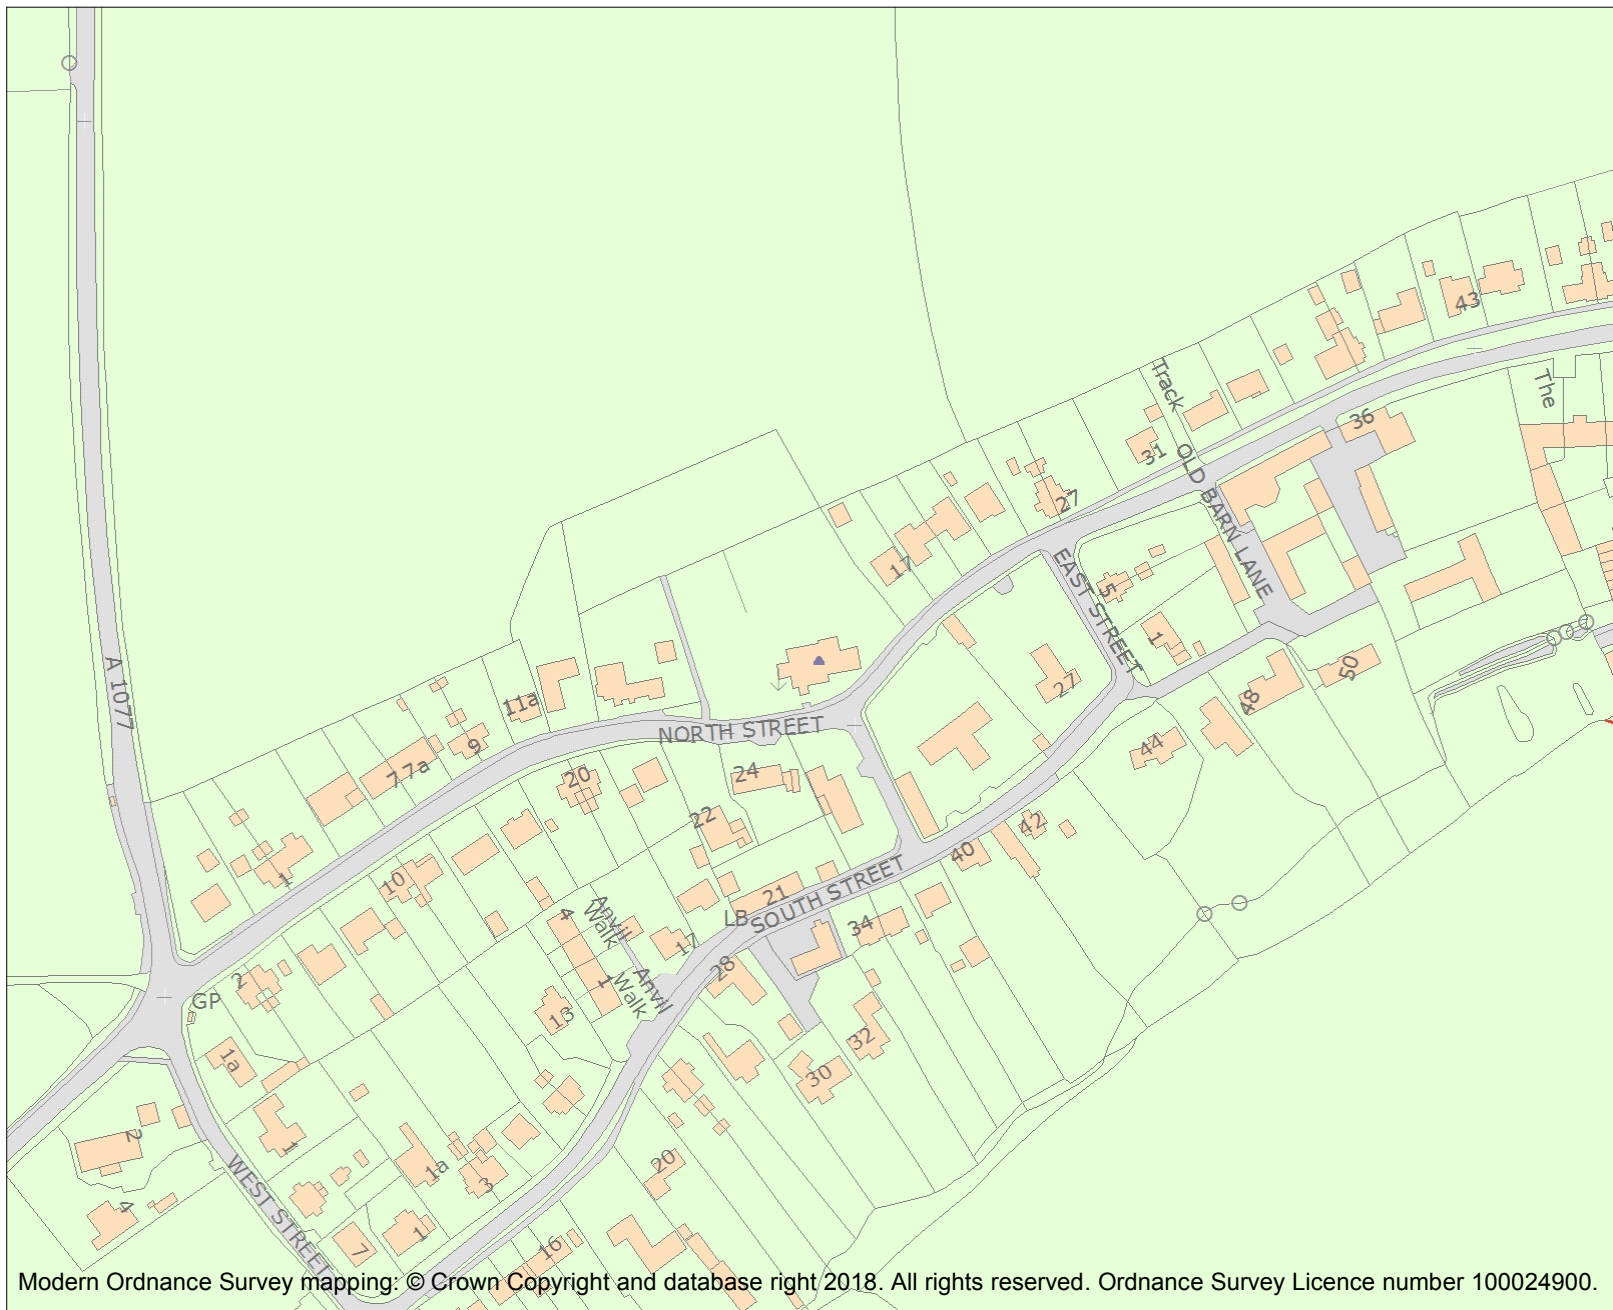 43
Track
The
36
31
OLD BARN LANE
27
17
EAST STREET
5
1
27
50
48
A 1077
11a
NORTH STREET
9
7
7a
20
24
44
22
42
40
1
10
21
SOUTH STREET
LB
4
Anvil
Walk
34
17
28
2
GP
1
Anvil
Walk
13
32
30
1a
2
1
1a
20
3
4
WEST STREET
7
1
16
Modern Ordnance Survey mapping: © Crown Copyright and database right 2018. All rights reserved. Ordnance Survey Licence number 100024900.